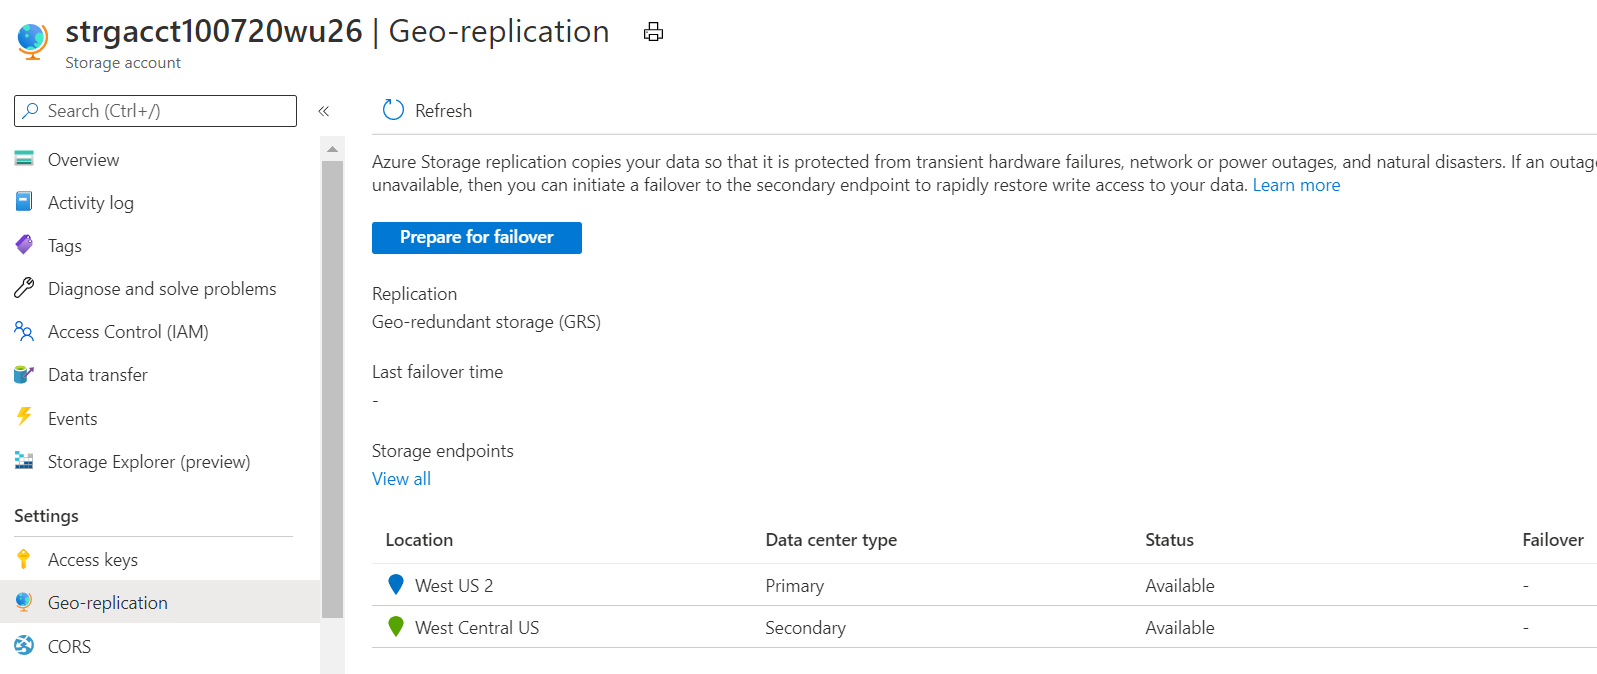 strgacct100720wu26 | Geo-replication
Storage account
Search (Ctrl+/)
«
Overview
Activity log
Tags
Diagnose and solve problems
Access Control (IAM)
Data transfer
Events
Storage Explorer (preview)
Settings
Access keys
Geo-replication
CORS
Refresh
Azure Storage replication copies your data so that it is protected from transient hardware failures, network or power outages, and natural disasters. If an outag
unavailable, then you can initiate a failover to the secondary endpoint to rapidly restore write access to your data. Learn more
Prepare for failover
Replication
Geo-redundant storage (GRS)
Last failover time
-
Storage endpoints
View all
Location Data center type Status Failover
West US 2 Primary Available -
West Central US Secondary Available -